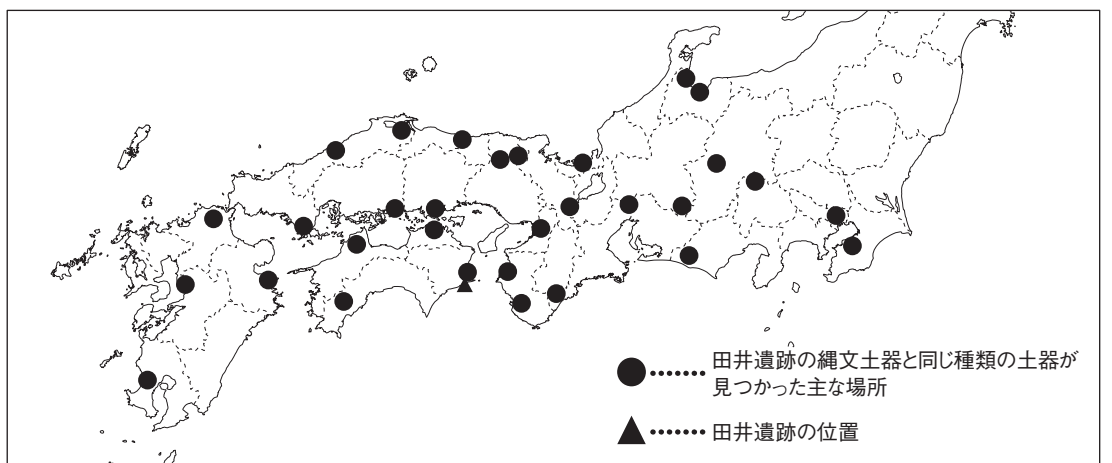 ●‥‥‥‥田井遺跡の縄文土器と同じ種類の土器が
見つかった主な場所
▲‥‥‥‥田井遺跡の位置